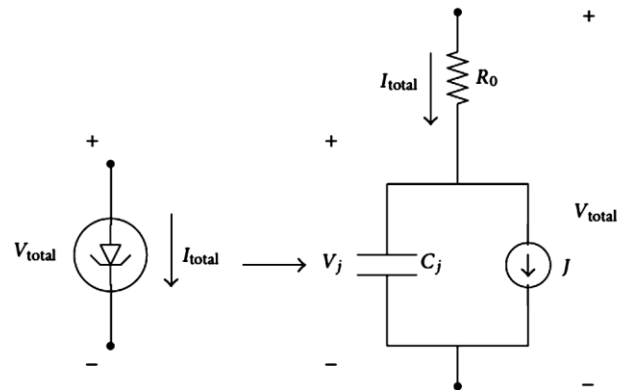 +
I_total
R_0
+
+
V_total
I_total
V_j
C_j
J
V_total
−
−
−